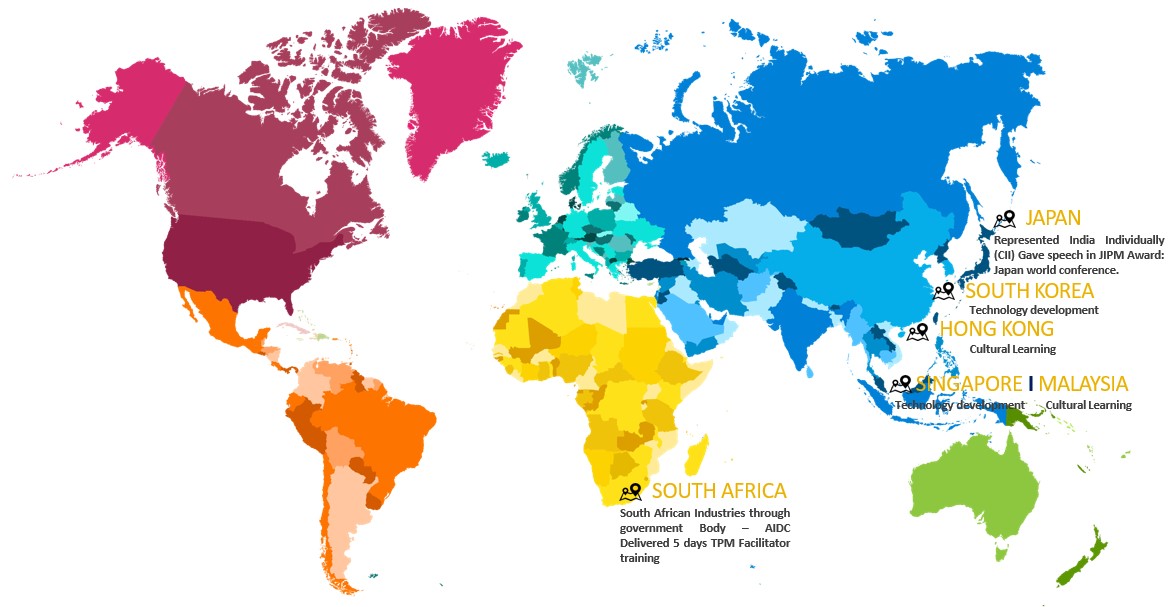 JAPAN
Represented India Individually
(CII) Gave speech in JIPM Award:
Japan world conference.
SOUTH KOREA
Technology development
HONG KONG
Cultural Learning
SINGAPORE I MALAYSIA
Technology development Cultural Learning
SOUTH AFRICA
South African Industries through
government Body – AIDC
Delivered 5 days TPM Facilitator
training